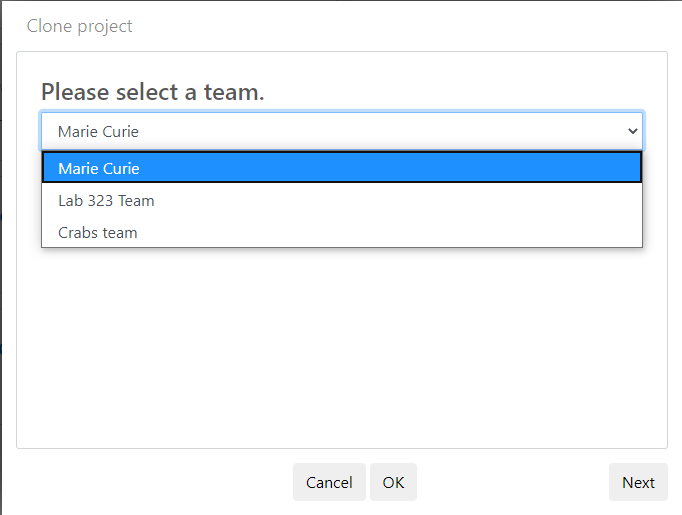 Clone project
Please select a team.
Marie Curie
Marie Curie
Lab 323 Team
Crabs team
Cancel OK Next